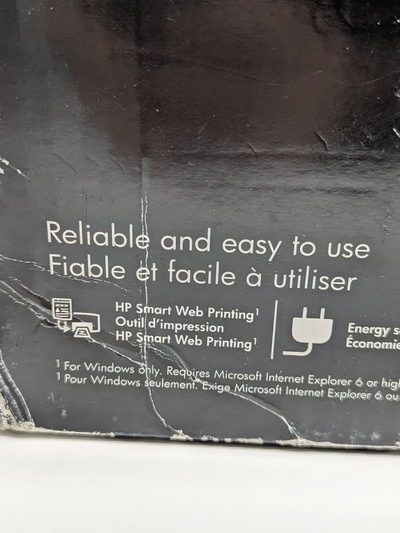 Reliable and easy to use
Fiable et facile à utiliser
HP Smart Web Printing¹
Outil d'impression
HP Smart Web Printing¹
Energy
Économie
¹ For Windows only. Requires Microsoft Internet Explorer 6 or
¹ Pour Windows seulement. Exige Microsoft Internet Explorer 6 ou